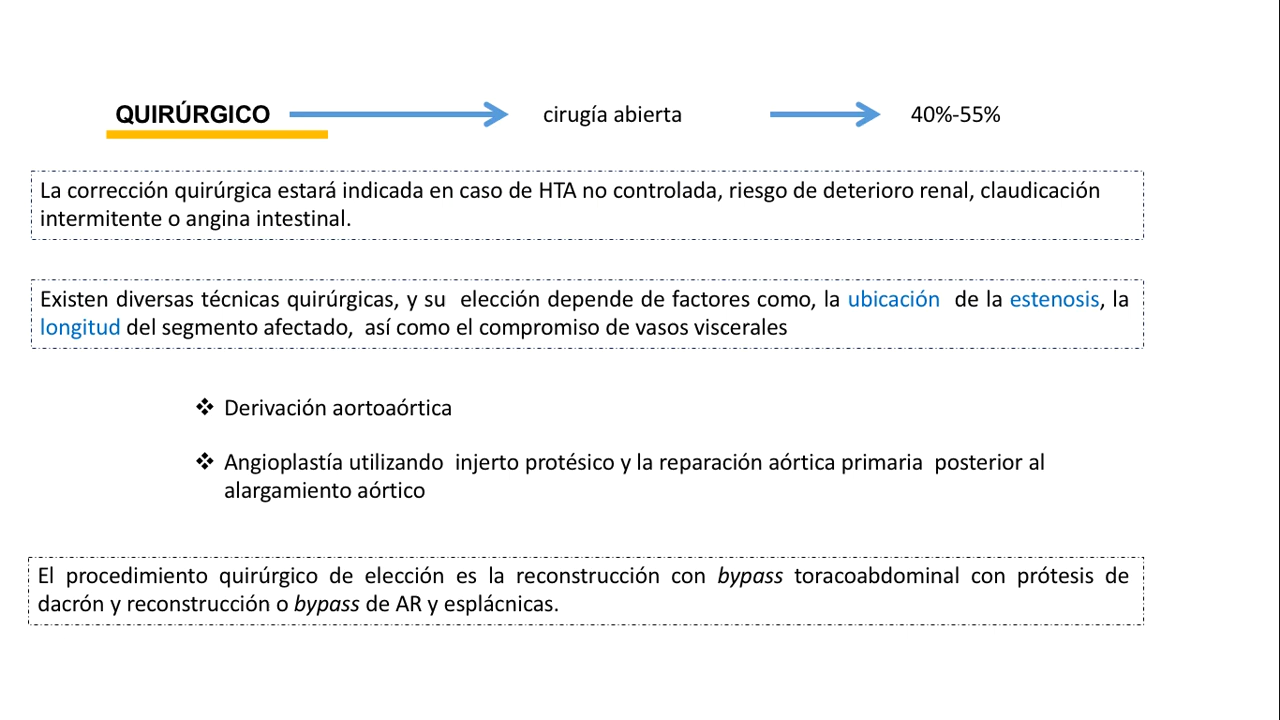 QUIRÚRGICO cirugía abierta 40%-55%
La corrección quirúrgica estará indicada en caso de HTA no controlada, riesgo de deterioro renal, claudicación
intermitente o angina intestinal.
Existen diversas técnicas quirúrgicas, y su elección depende de factores como, la ubicación de la estenosis, la
longitud del segmento afectado, así como el compromiso de vasos viscerales
❖ Derivación aortoaórtica
❖ Angioplastía utilizando injerto protésico y la reparación aórtica primaria posterior al
alargamiento aórtico
El procedimiento quirúrgico de elección es la reconstrucción con bypass toracoabdominal con prótesis de
dacrón y reconstrucción o bypass de AR y esplácnicas.